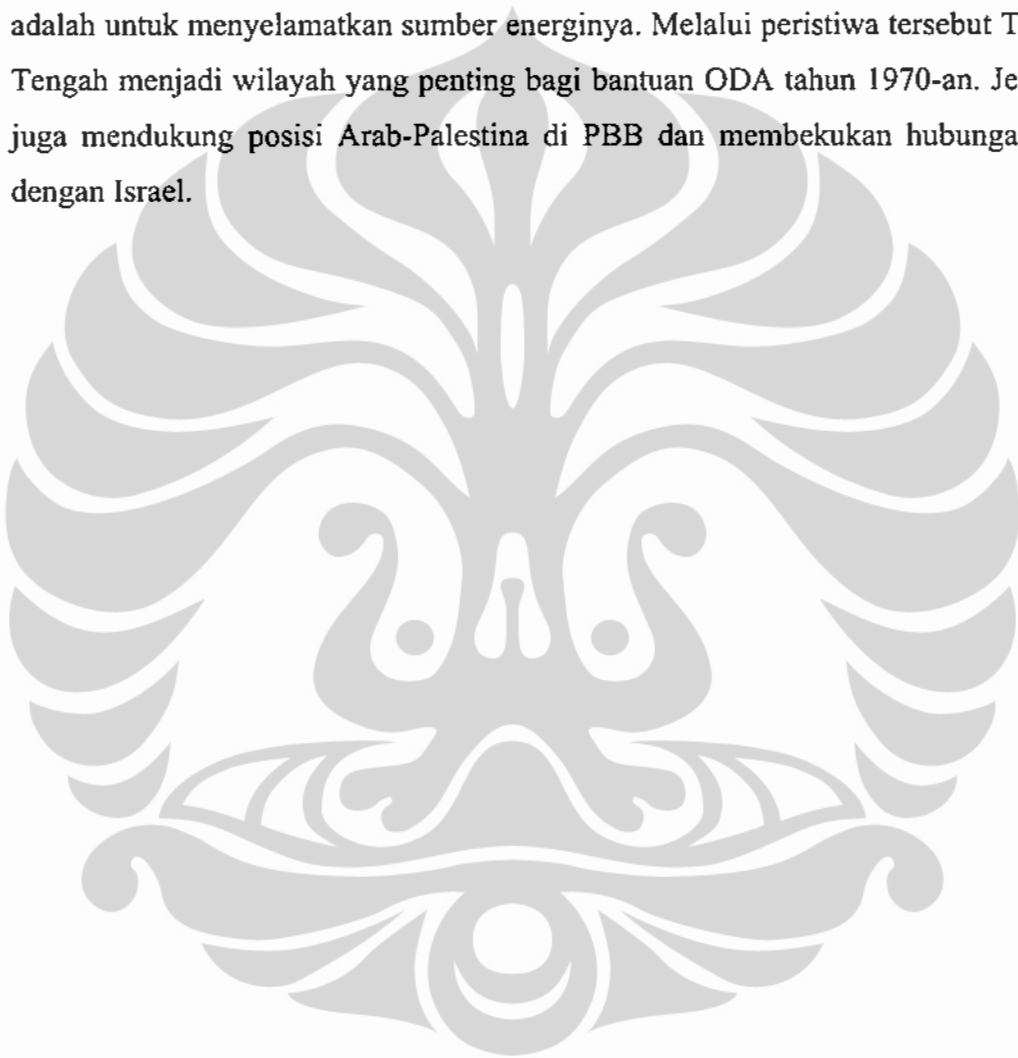 adalah untuk menyelamatkan sumber energinya. Melalui peristiwa tersebut T
Tengah menjadi wilayah yang penting bagi bantuan ODA tahun 1970-an. Je
juga mendukung posisi Arab-Palestina di PBB dan membekukan hubunga
dengan Israel.